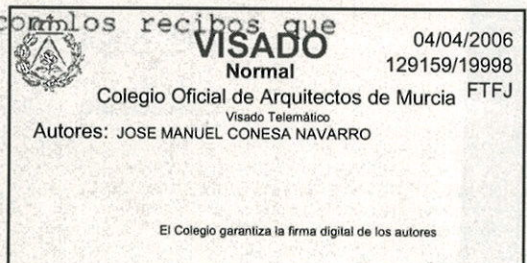 com los recibos que
VISADO
04/04/2006
Normal
129159/19998
Colegio Oficial de Arquitectos de Murcia
FTFJ
Visado Telemático
Autores: JOSE MANUEL CONESA NAVARRO
El Colegio garantiza la firma digital de los autores